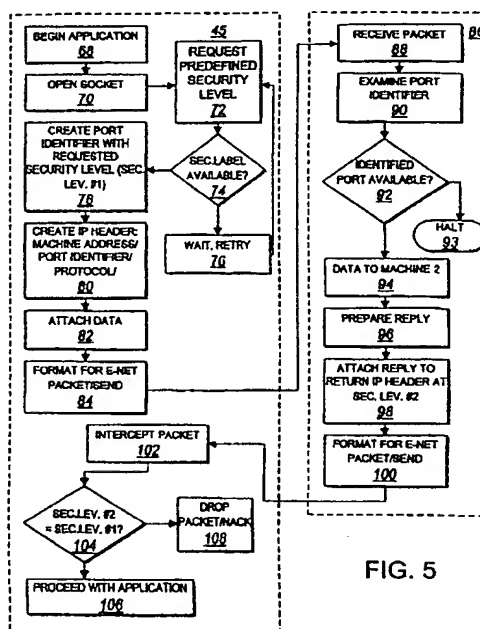 BEGIN APPLICATION
68
OPEN SOCKET
70
45
REQUEST
PREDEFINED
SECURITY
LEVEL
72
CREATE PORT
IDENTIFIER WITH
REQUESTED
SECURITY LEVEL (SEC.
LEV. #1)
78
SEC.LABEL
AVAILABLE?
74
WAIT, RETRY
76
CREATE IP HEADER:
MACHINE ADDRESS/
PORT IDENTIFIER/
PROTOCOL/
80
ATTACH DATA
82
FORMAT FOR E-NET
PACKET/SEND
84
INTERCEPT PACKET
102
SEC.LEV. #2
= SEC.LEV. #1?
104
DROP
PACKET/NACK
108
PROCEED WITH APPLICATION
106
RECEIVE PACKET
88
EXAMINE PORT
IDENTIFIER
90
IDENTIFIED
PORT AVAILABLE?
92
HALT
93
DATA TO MACHINE 2
94
PREPARE REPLY
96
ATTACH REPLY TO
RETURN IP HEADER AT
SEC. LEV. #2
98
FORMAT FOR E-NET
PACKET/SEND
100
FIG. 5